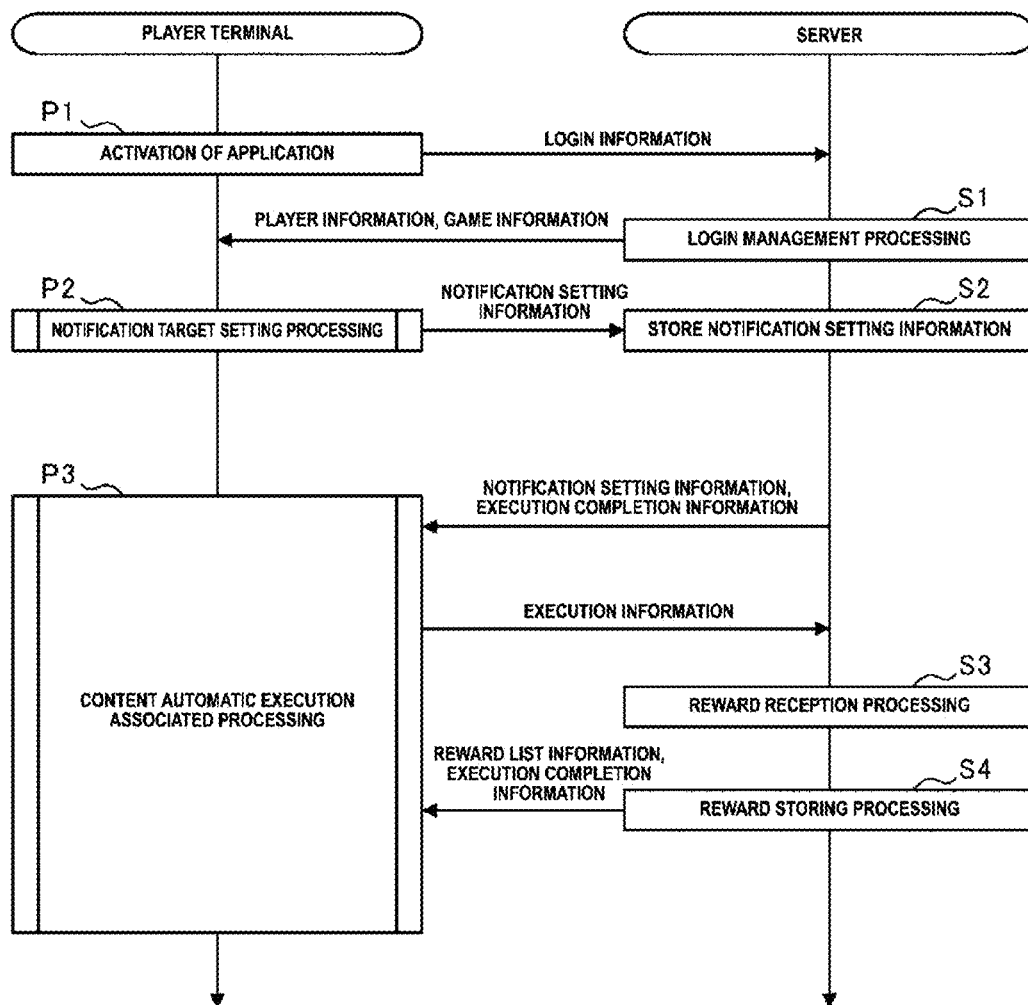 PLAYER TERMINAL
SERVER
P1
ACTIVATION OF APPLICATION
LOGIN INFORMATION
S1
PLAYER INFORMATION, GAME INFORMATION
LOGIN MANAGEMENT PROCESSING
P2
NOTIFICATION TARGET SETTING PROCESSING
NOTIFICATION SETTING
INFORMATION
S2
STORE NOTIFICATION SETTING INFORMATION
P3
NOTIFICATION SETTING INFORMATION,
EXECUTION COMPLETION INFORMATION
EXECUTION INFORMATION
S3
REWARD RECEPTION PROCESSING
CONTENT AUTOMATIC EXECUTION
ASSOCIATED PROCESSING
REWARD LIST INFORMATION,
EXECUTION COMPLETION
INFORMATION
S4
REWARD STORING PROCESSING